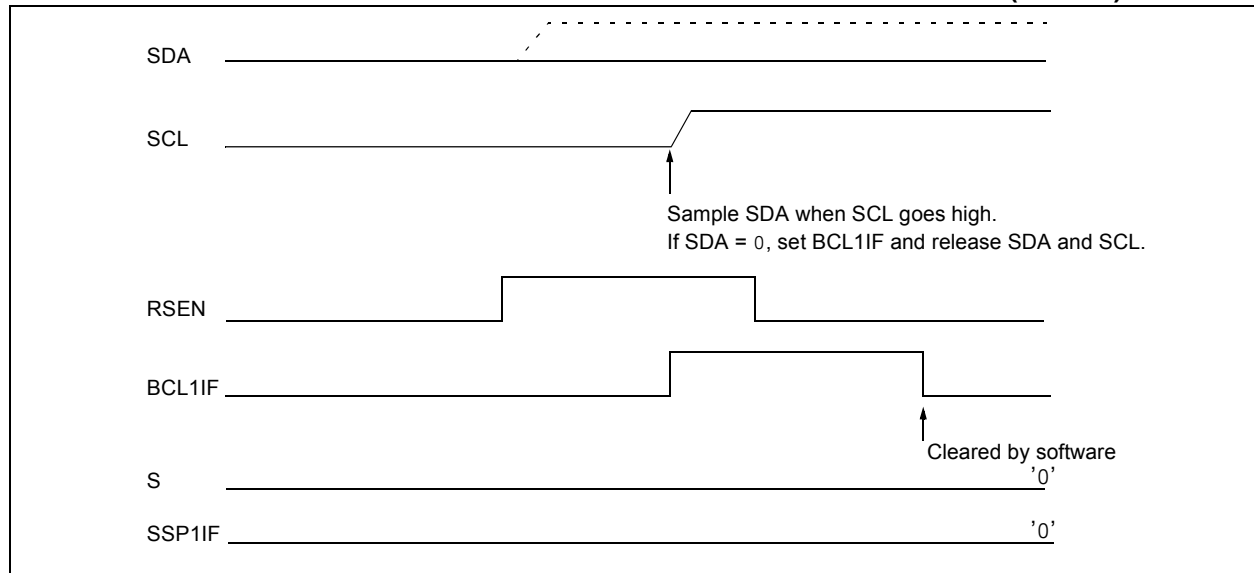 SDA
SCL
Sample SDA when SCL goes high.
If SDA = 0, set BCL1IF and release SDA and SCL.
RSEN
BCL1IF
Cleared by software
S
'0'
SSP1IF
'0'